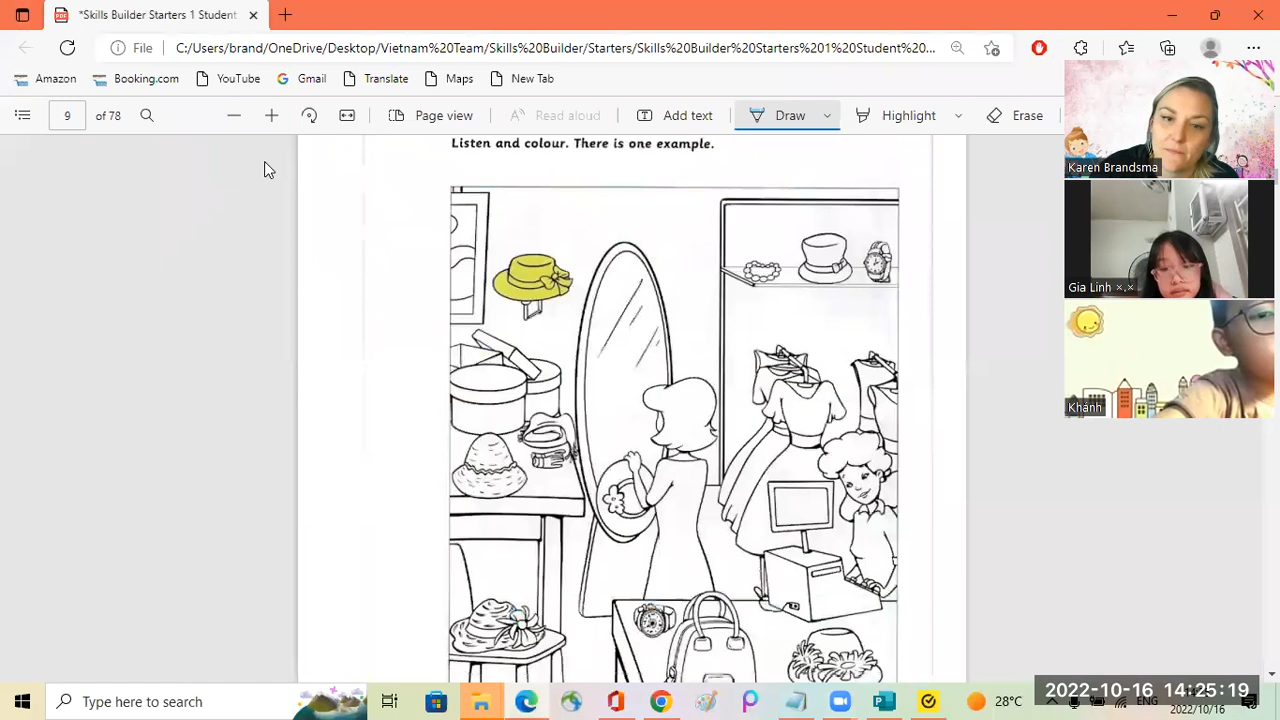 *Skills Builder Starters 1 Student
File
C:/Users/brand/OneDrive/Desktop/Vietnam%20Team/Skills%20Builder/Starters/Skills%20Builder%20Starters%201%20Student%20...
Amazon
Booking.com
YouTube
Gmail
Translate
Maps
New Tab
9 of 78
Page view
Read aloud
Add text
Draw
Highlight
Erase
Listen and colour. There is one example.
Karen Brandsma
Gia Linh ×.×
Khánh
Type here to search
28°C
ENG
2022-10-16 14:25:19
2022/10/16